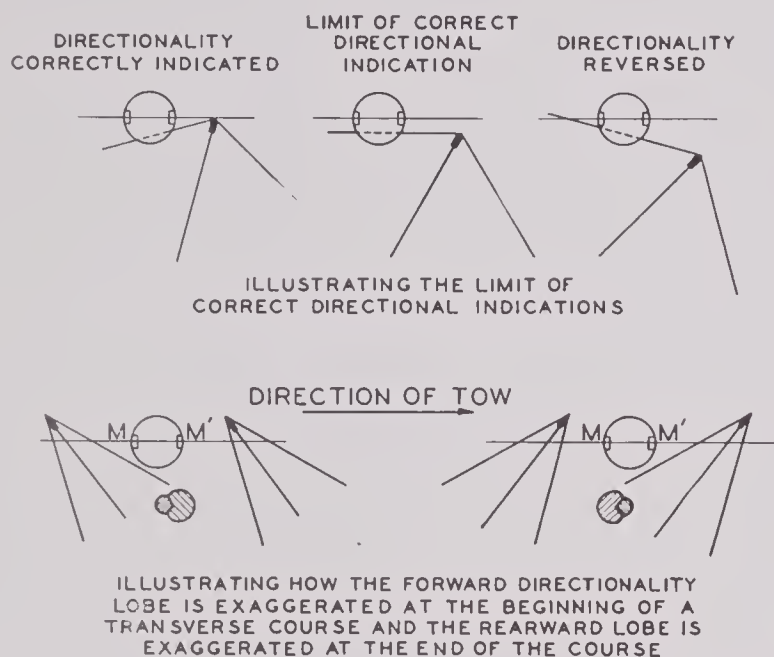 DIRECTIONALITY
CORRECTLY INDICATED
LIMIT OF CORRECT
DIRECTIONAL
INDICATION
DIRECTIONALITY
REVERSED
ILLUSTRATING THE LIMIT OF
CORRECT DIRECTIONAL INDICATIONS
DIRECTION OF TOW
M M′
M M′
ILLUSTRATING HOW THE FORWARD DIRECTIONALITY
LOBE IS EXAGGERATED AT THE BEGINNING OF A
TRANSVERSE COURSE AND THE REARWARD LOBE IS
EXAGGERATED AT THE END OF THE COURSE